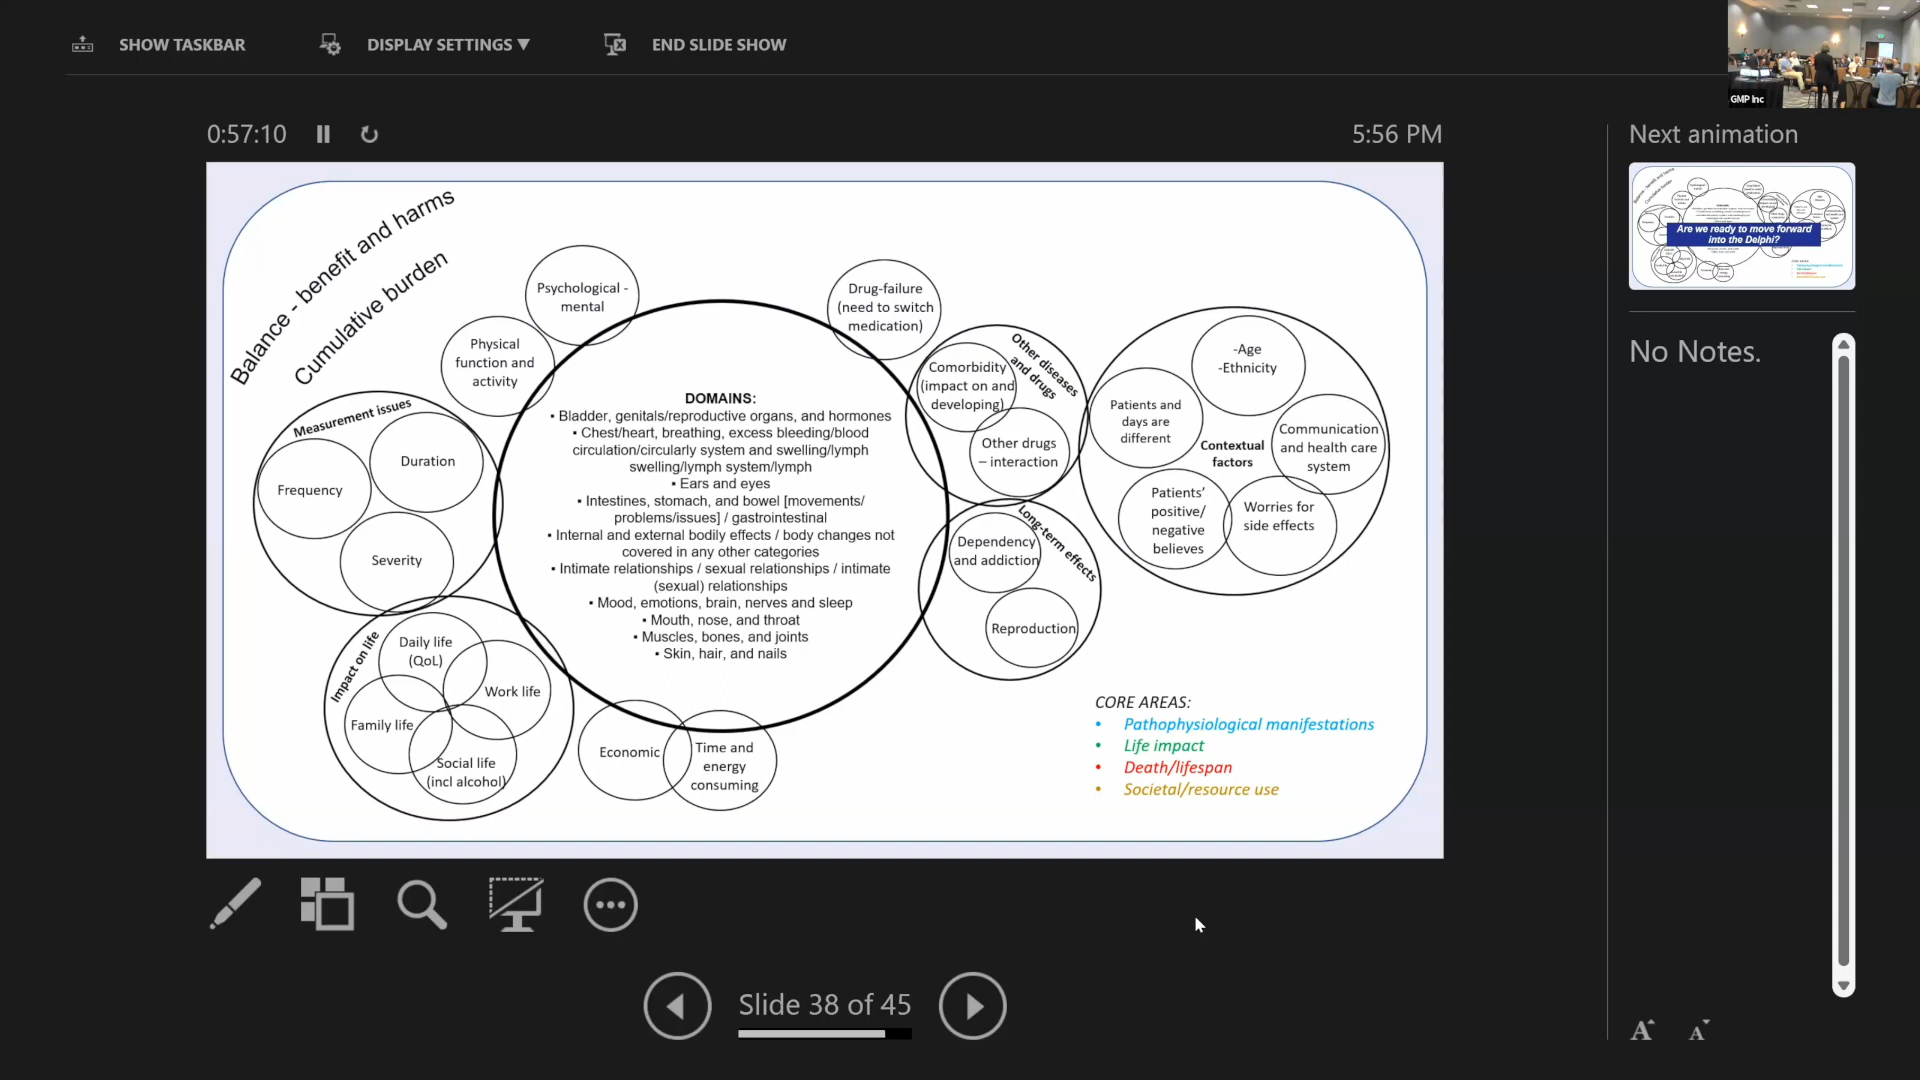 SHOW TASKBAR
DISPLAY SETTINGS ▼
END SLIDE SHOW
GMP Inc
0:57:10
5:56 PM
Next animation
Balance - benefit and harms
Cumulative burden
Psychological -
mental
Physical
function and
activity
Measurement issues
Frequency
Duration
Severity
Impact on life
Daily life
(QoL)
Work life
Family life
Social life
(incl alcohol)
Economic
Time and
energy
consuming
DOMAINS:
▪ Bladder, genitals/reproductive organs, and hormones
▪ Chest/heart, breathing, excess bleeding/blood
circulation/circularly system and swelling/lymph
swelling/lymph system/lymph
▪ Ears and eyes
▪ Intestines, stomach, and bowel [movements/
problems/issues] / gastrointestinal
▪ Internal and external bodily effects / body changes not
covered in any other categories
▪ Intimate relationships / sexual relationships / intimate
(sexual) relationships
▪ Mood, emotions, brain, nerves and sleep
▪ Mouth, nose, and throat
▪ Muscles, bones, and joints
▪ Skin, hair, and nails
Drug-failure
(need to switch
medication)
Other diseases
and drugs
Comorbidity
(impact on and
developing)
Other drugs
– interaction
Long-term effects
Dependency
and addiction
Reproduction
Contextual
factors
-Age
-Ethnicity
Patients and
days are
different
Communication
and health care
system
Patients’
positive/
negative
believes
Worries for
side effects
CORE AREAS:
• Pathophysiological manifestations
• Life impact
• Death/lifespan
• Societal/resource use
Are we ready to move forward
into the Delphi?
No Notes.
Slide 38 of 45
A A